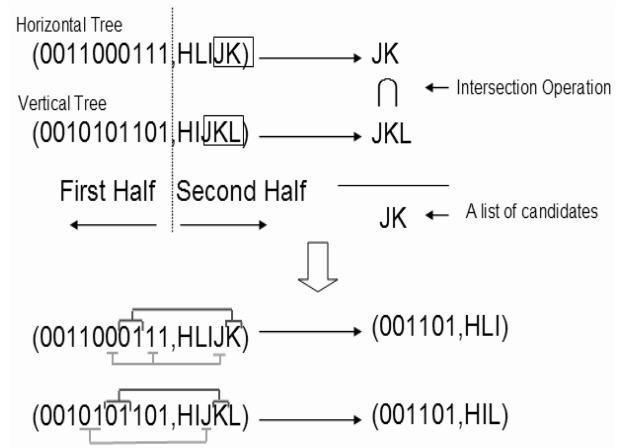 Horizontal Tree
(0011000111,HLIJK) JK
⋂ Intersection Operation
Vertical Tree
(0010101101,HIJKL) JKL
First Half Second Half
JK A list of candidates
(0011000111,HLIJK) (001101,HLI)
(0010101101,HIJKL) (001101,HIL)